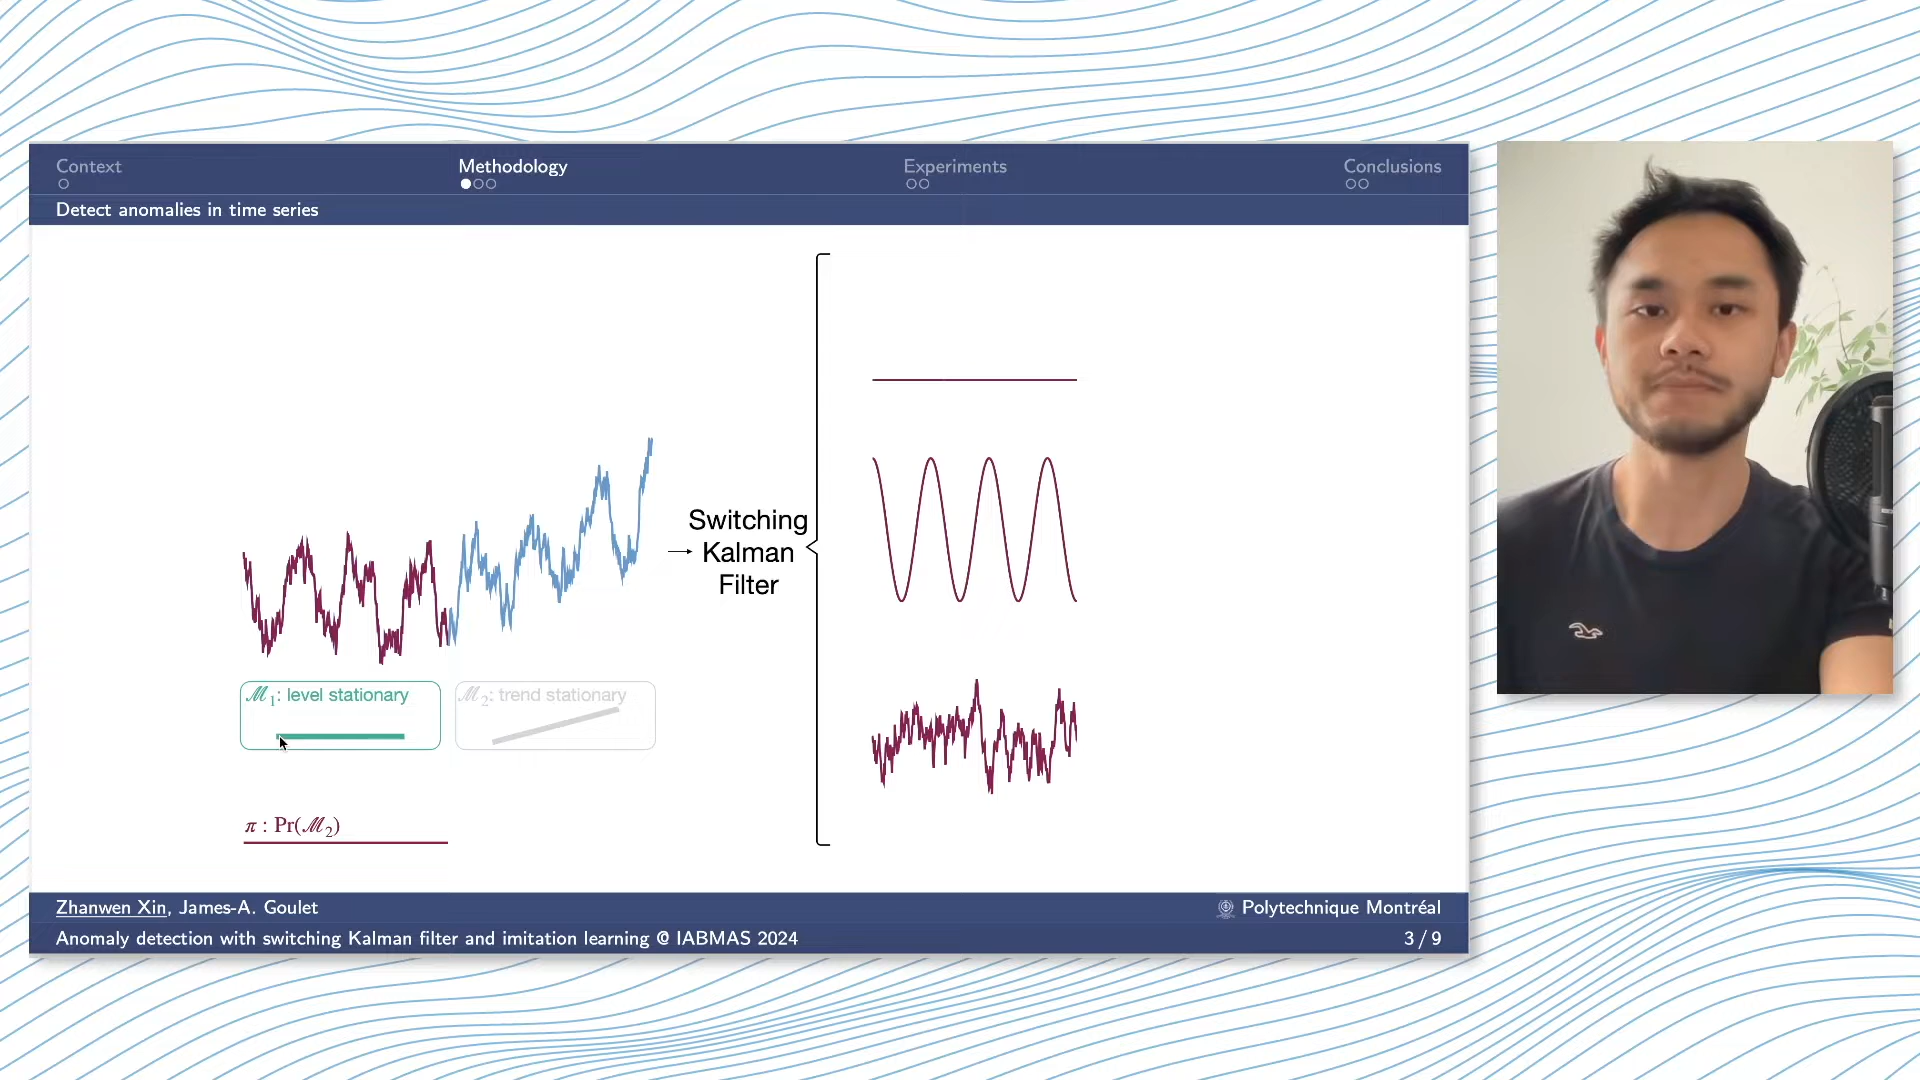 Context
Methodology
Experiments
Conclusions
Detect anomalies in time series
Switching
Kalman
Filter
ℳ₁: level stationary
ℳ₂: trend stationary
π : Pr(ℳ₂)
Zhanwen Xin, James-A. Goulet
Polytechnique Montréal
Anomaly detection with switching Kalman filter and imitation learning @ IABMAS 2024
3 / 9